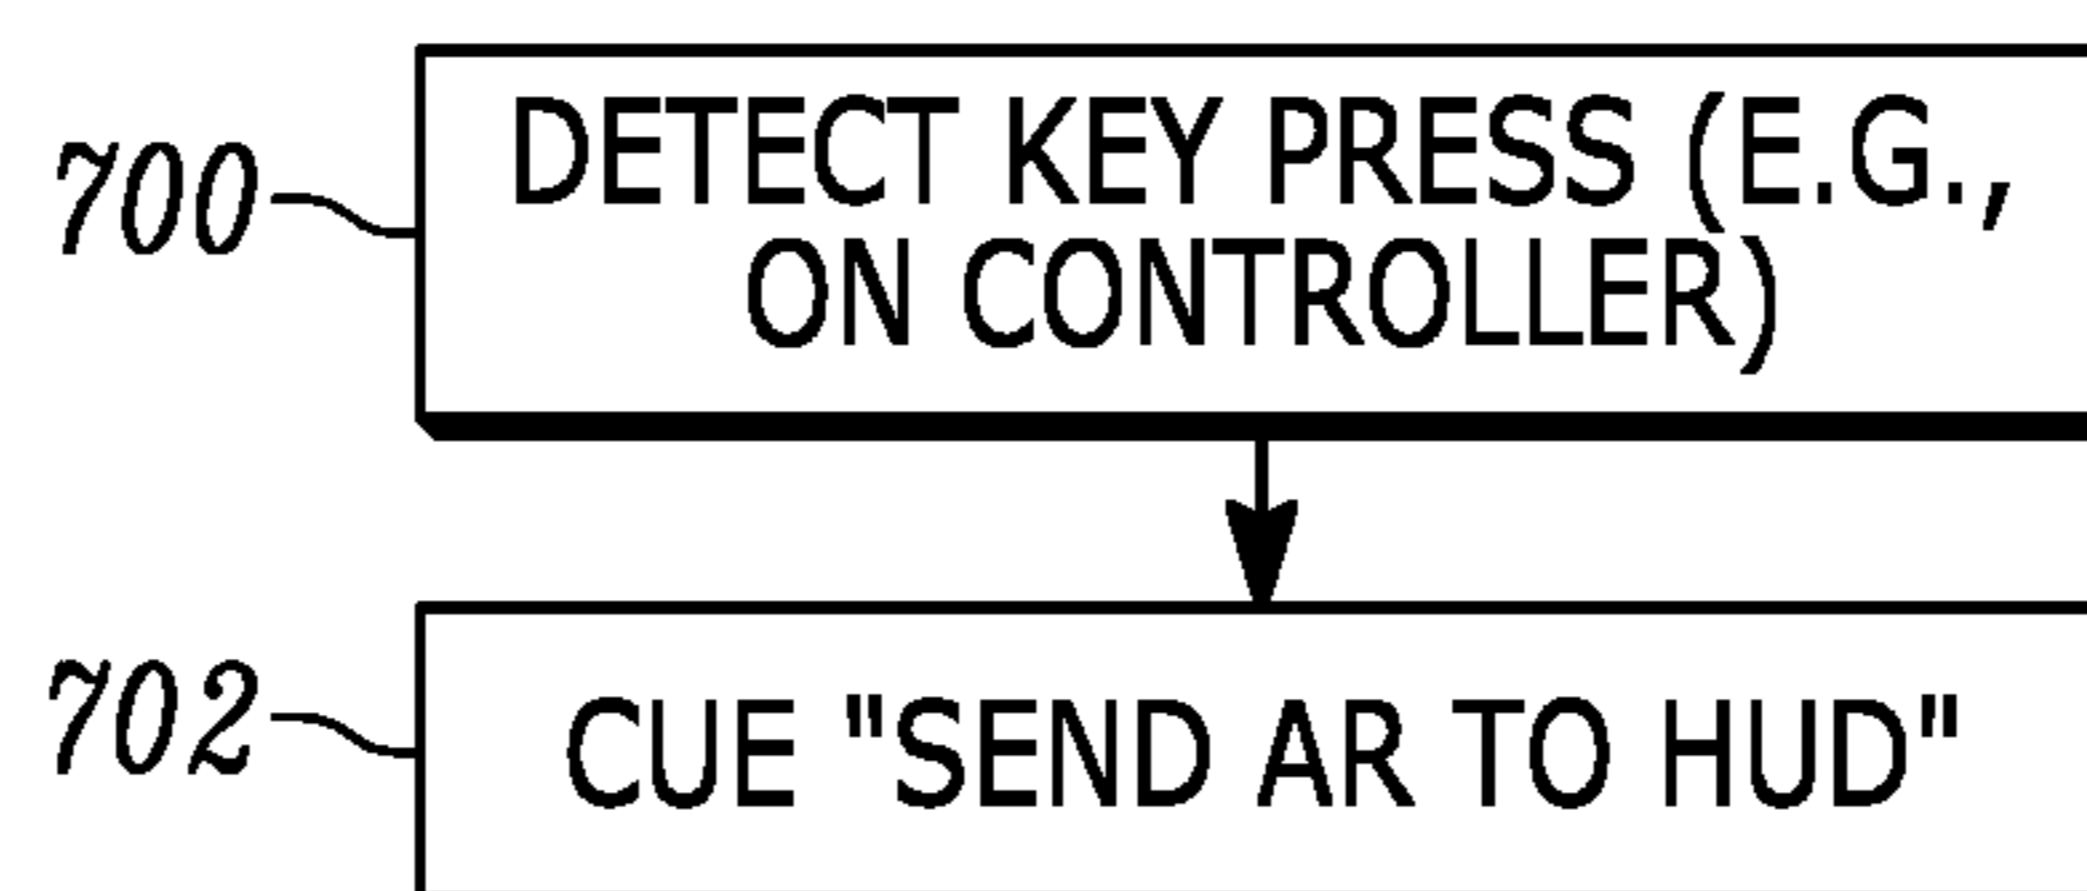 700
DETECT KEY PRESS (E.G.,
ON CONTROLLER)
702
CUE "SEND AR TO HUD"